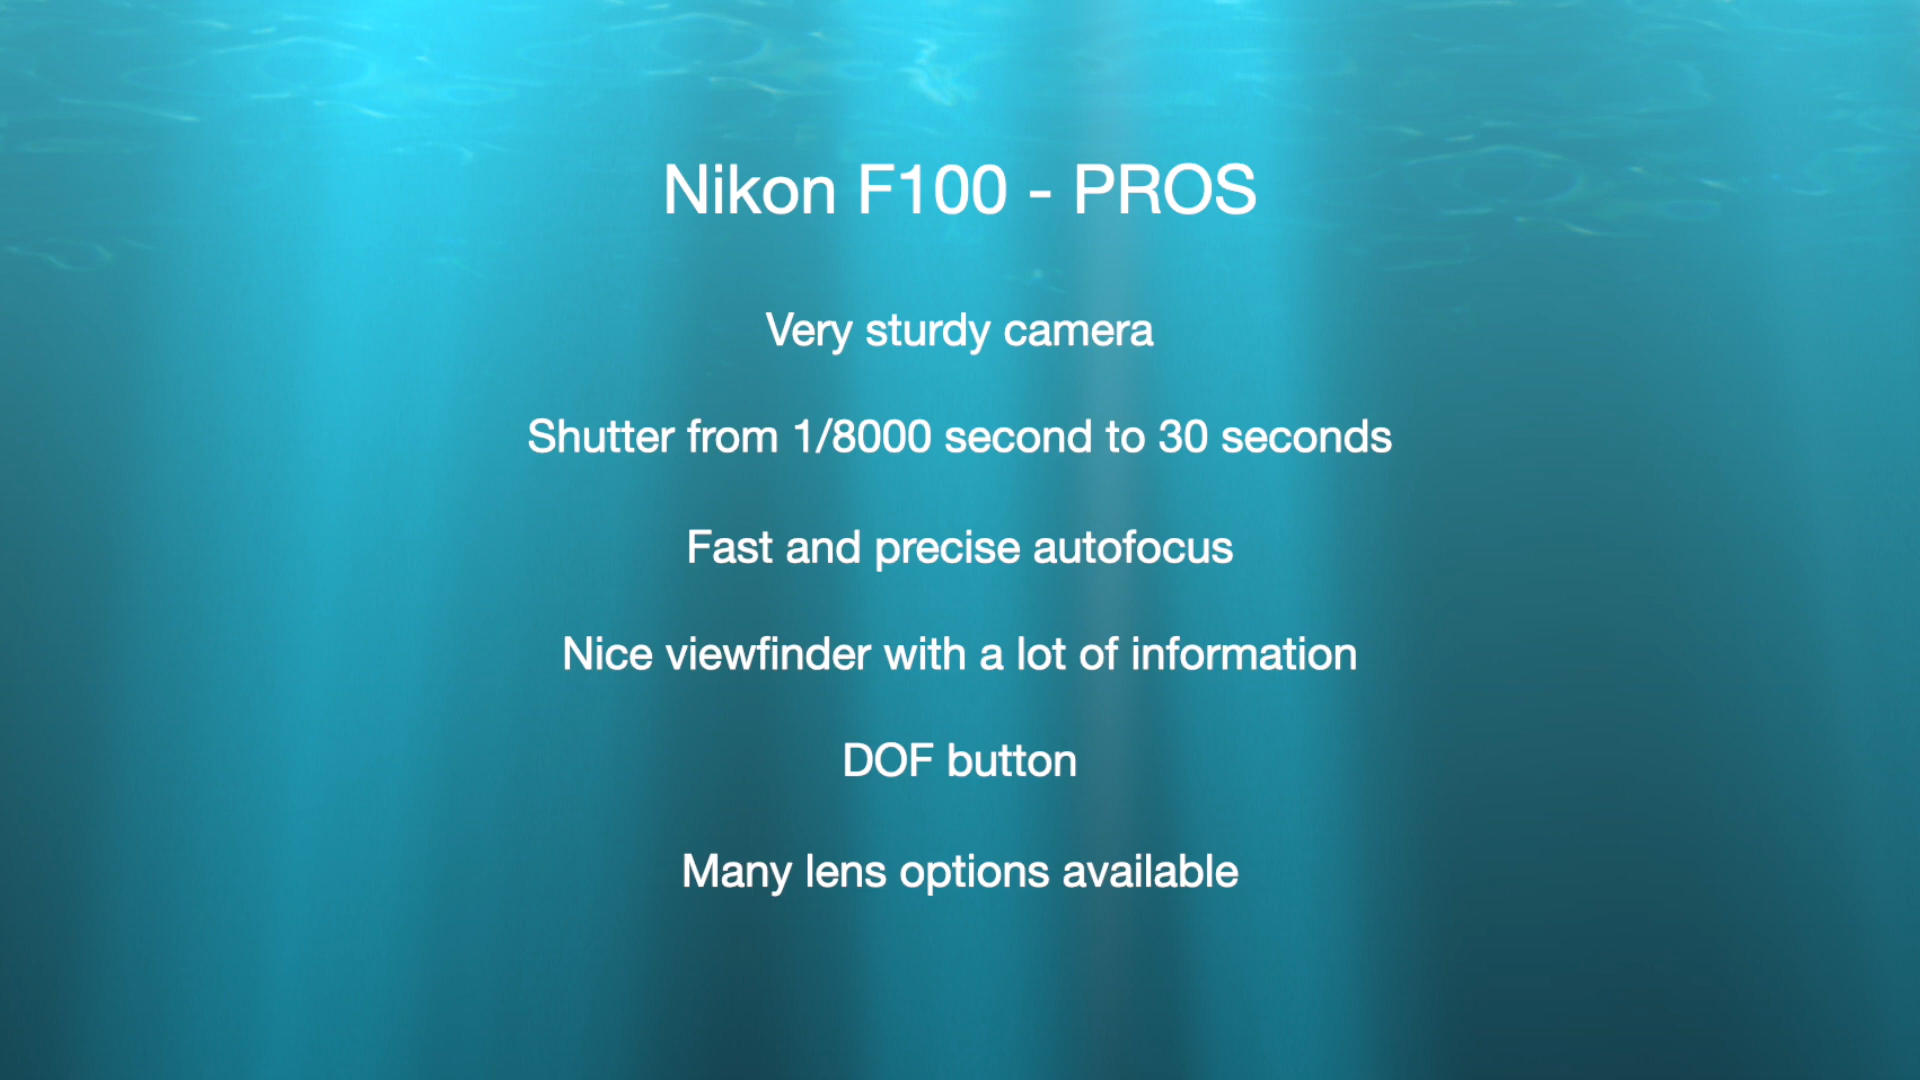 Nikon F100 - PROS
Very sturdy camera
Shutter from 1/8000 second to 30 seconds
Fast and precise autofocus
Nice viewfinder with a lot of information
DOF button
Many lens options available